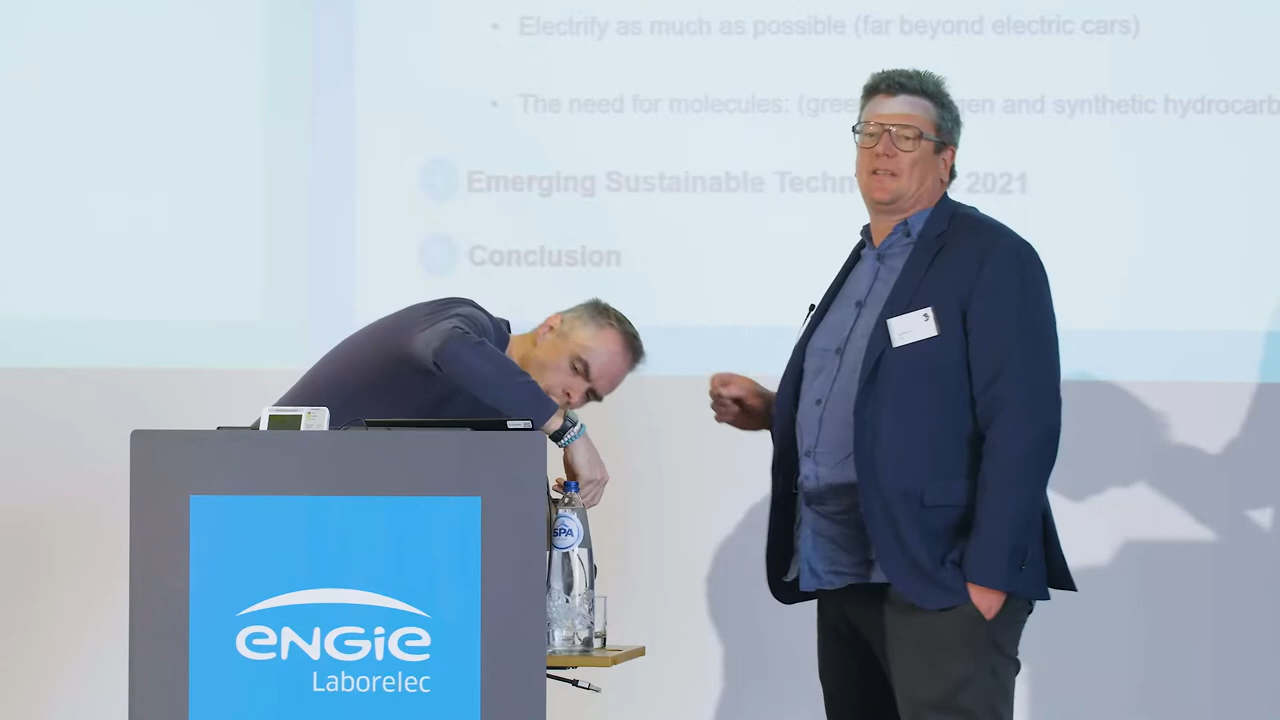 • Electrify as much as possible (far beyond electric cars)
• The need for molecules: (gree gen and synthetic hydrocarb
Emerging Sustainable Techn 2021
Conclusion
SPA
ENGiE
Laborelec